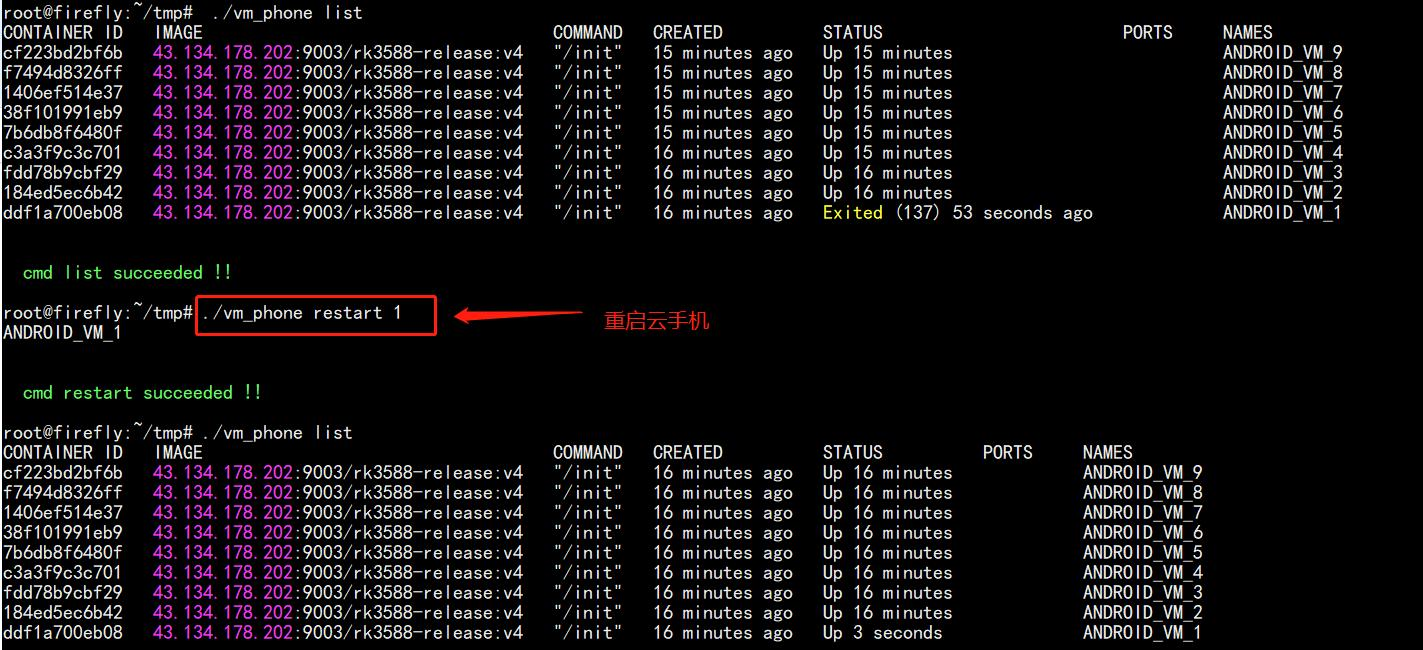 root@firefly:~/tmp# ./vm_phone list
CONTAINER ID IMAGE COMMAND CREATED STATUS PORTS NAMES
cf223bd2bf6b 43.134.178.202:9003/rk3588-release:v4 "/init" 15 minutes ago Up 15 minutes ANDROID_VM_9
f7494d8326ff 43.134.178.202:9003/rk3588-release:v4 "/init" 15 minutes ago Up 15 minutes ANDROID_VM_8
1406ef514e37 43.134.178.202:9003/rk3588-release:v4 "/init" 15 minutes ago Up 15 minutes ANDROID_VM_7
38f101991eb9 43.134.178.202:9003/rk3588-release:v4 "/init" 15 minutes ago Up 15 minutes ANDROID_VM_6
7b6db8f6480f 43.134.178.202:9003/rk3588-release:v4 "/init" 15 minutes ago Up 15 minutes ANDROID_VM_5
c3a3f9c3c701 43.134.178.202:9003/rk3588-release:v4 "/init" 16 minutes ago Up 15 minutes ANDROID_VM_4
fdd78b9cbf29 43.134.178.202:9003/rk3588-release:v4 "/init" 16 minutes ago Up 16 minutes ANDROID_VM_3
184ed5ec6b42 43.134.178.202:9003/rk3588-release:v4 "/init" 16 minutes ago Up 16 minutes ANDROID_VM_2
ddf1a700eb08 43.134.178.202:9003/rk3588-release:v4 "/init" 16 minutes ago Exited (137) 53 seconds ago ANDROID_VM_1
cmd list succeeded !!
root@firefly:~/tmp# ./vm_phone restart 1
重启云手机
ANDROID_VM_1
cmd restart succeeded !!
root@firefly:~/tmp# ./vm_phone list
CONTAINER ID IMAGE COMMAND CREATED STATUS PORTS NAMES
cf223bd2bf6b 43.134.178.202:9003/rk3588-release:v4 "/init" 16 minutes ago Up 16 minutes ANDROID_VM_9
f7494d8326ff 43.134.178.202:9003/rk3588-release:v4 "/init" 16 minutes ago Up 16 minutes ANDROID_VM_8
1406ef514e37 43.134.178.202:9003/rk3588-release:v4 "/init" 16 minutes ago Up 16 minutes ANDROID_VM_7
38f101991eb9 43.134.178.202:9003/rk3588-release:v4 "/init" 16 minutes ago Up 16 minutes ANDROID_VM_6
7b6db8f6480f 43.134.178.202:9003/rk3588-release:v4 "/init" 16 minutes ago Up 16 minutes ANDROID_VM_5
c3a3f9c3c701 43.134.178.202:9003/rk3588-release:v4 "/init" 16 minutes ago Up 16 minutes ANDROID_VM_4
fdd78b9cbf29 43.134.178.202:9003/rk3588-release:v4 "/init" 16 minutes ago Up 16 minutes ANDROID_VM_3
184ed5ec6b42 43.134.178.202:9003/rk3588-release:v4 "/init" 16 minutes ago Up 16 minutes ANDROID_VM_2
ddf1a700eb08 43.134.178.202:9003/rk3588-release:v4 "/init" 16 minutes ago Up 3 seconds ANDROID_VM_1